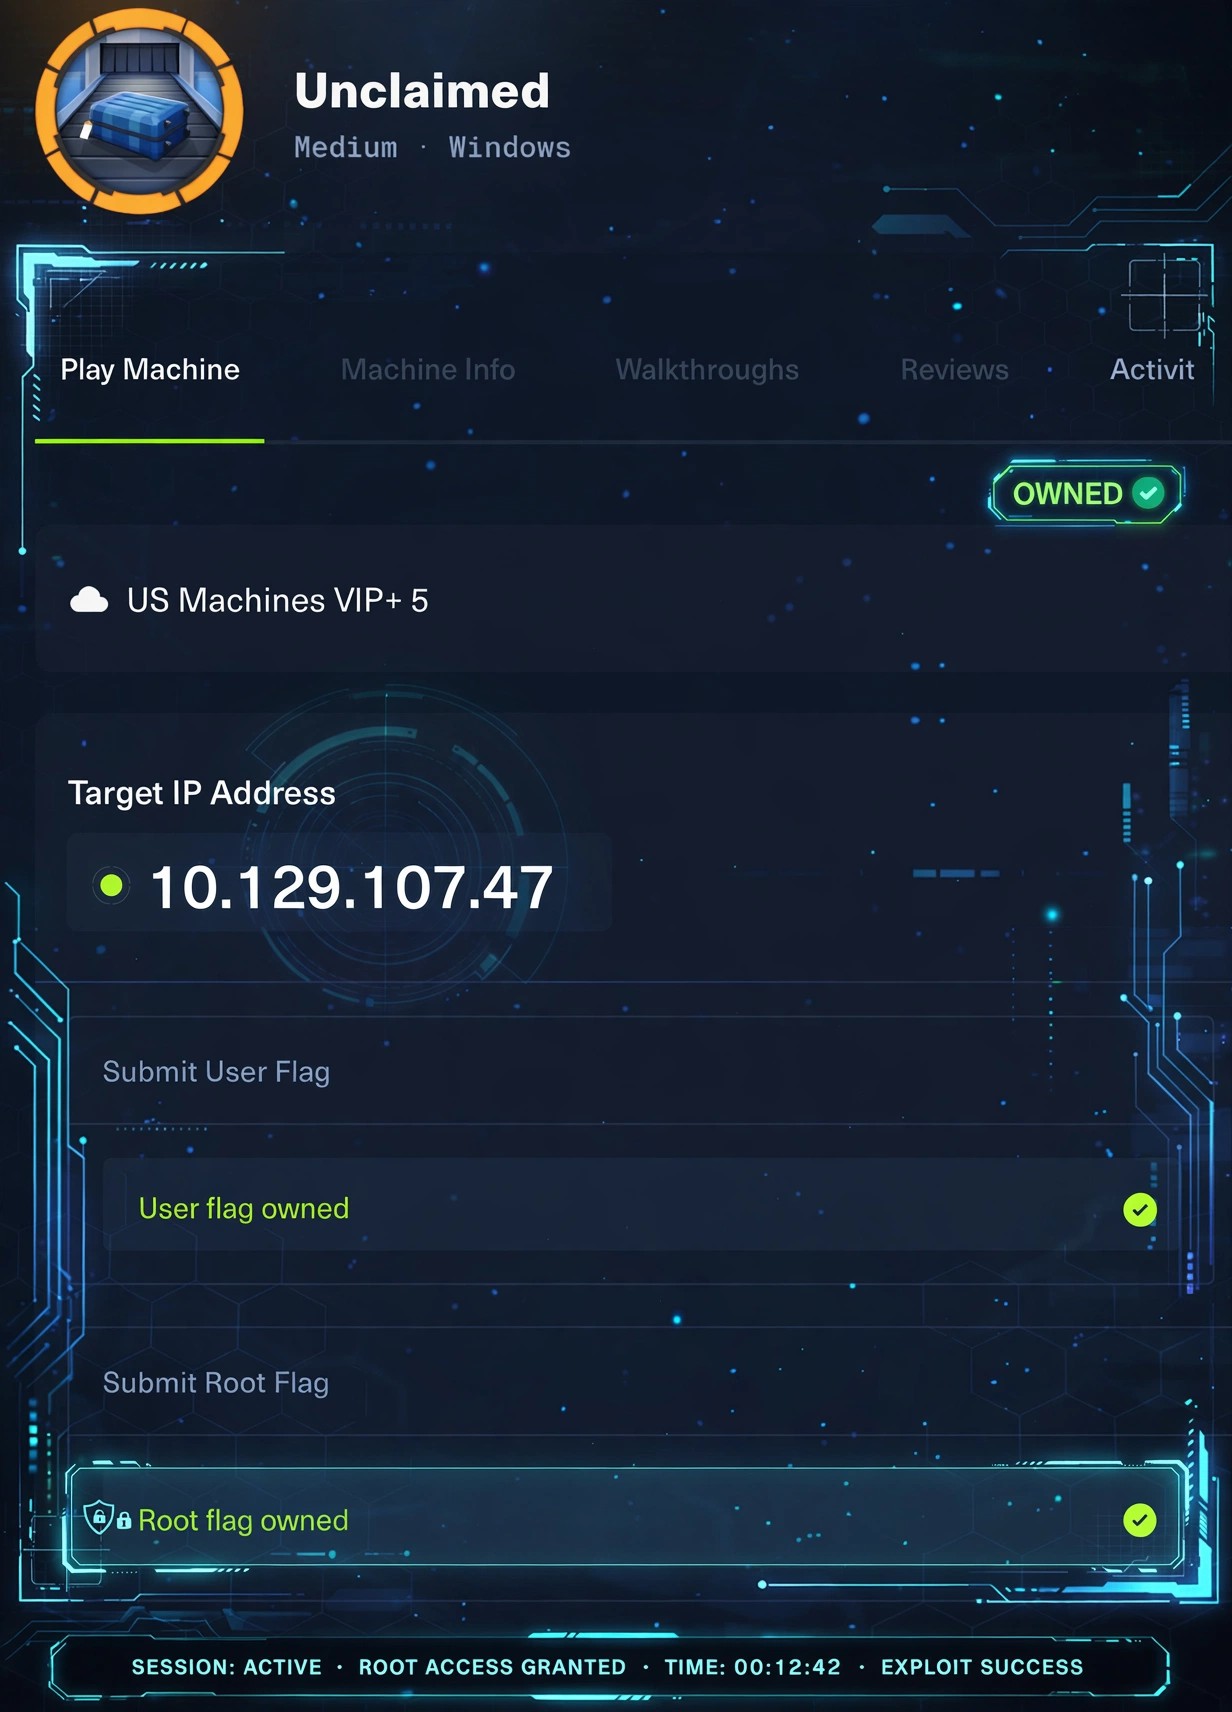 Unclaimed
Medium · Windows
Play Machine Machine Info Walkthroughs Reviews Activit
OWNED
US Machines VIP+ 5
Target IP Address
10.129.107.47
Submit User Flag
User flag owned
Submit Root Flag
Root flag owned
SESSION: ACTIVE · ROOT ACCESS GRANTED · TIME: 00:12:42 · EXPLOIT SUCCESS